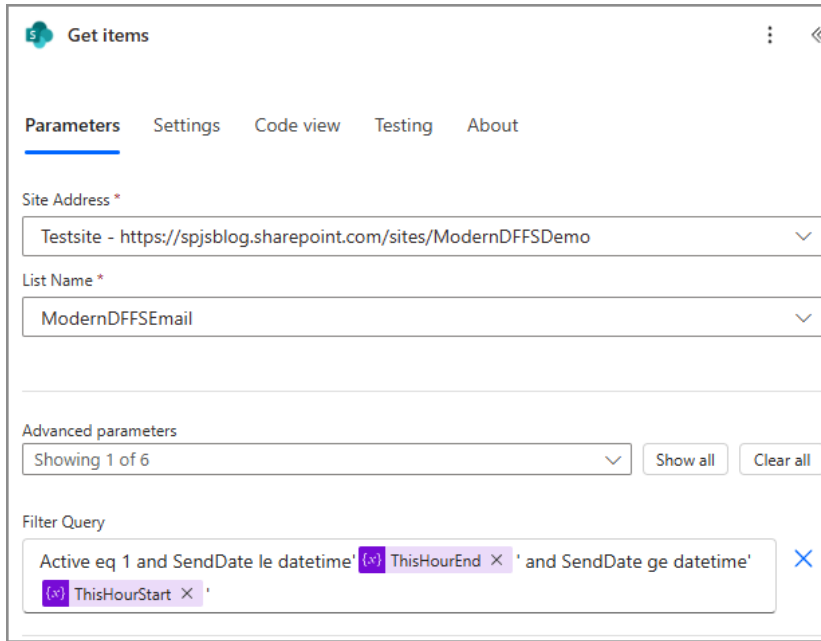 Get items
Parameters Settings Code view Testing About
Site Address *
Testsite - https://spjsblog.sharepoint.com/sites/ModernDFFSDemo
List Name *
ModernDFFSEmail
Advanced parameters
Showing 1 of 6 Show all Clear all
Filter Query
Active eq 1 and SendDate le datetime' {x} ThisHourEnd × ' and SendDate ge datetime'
{x} ThisHourStart × '